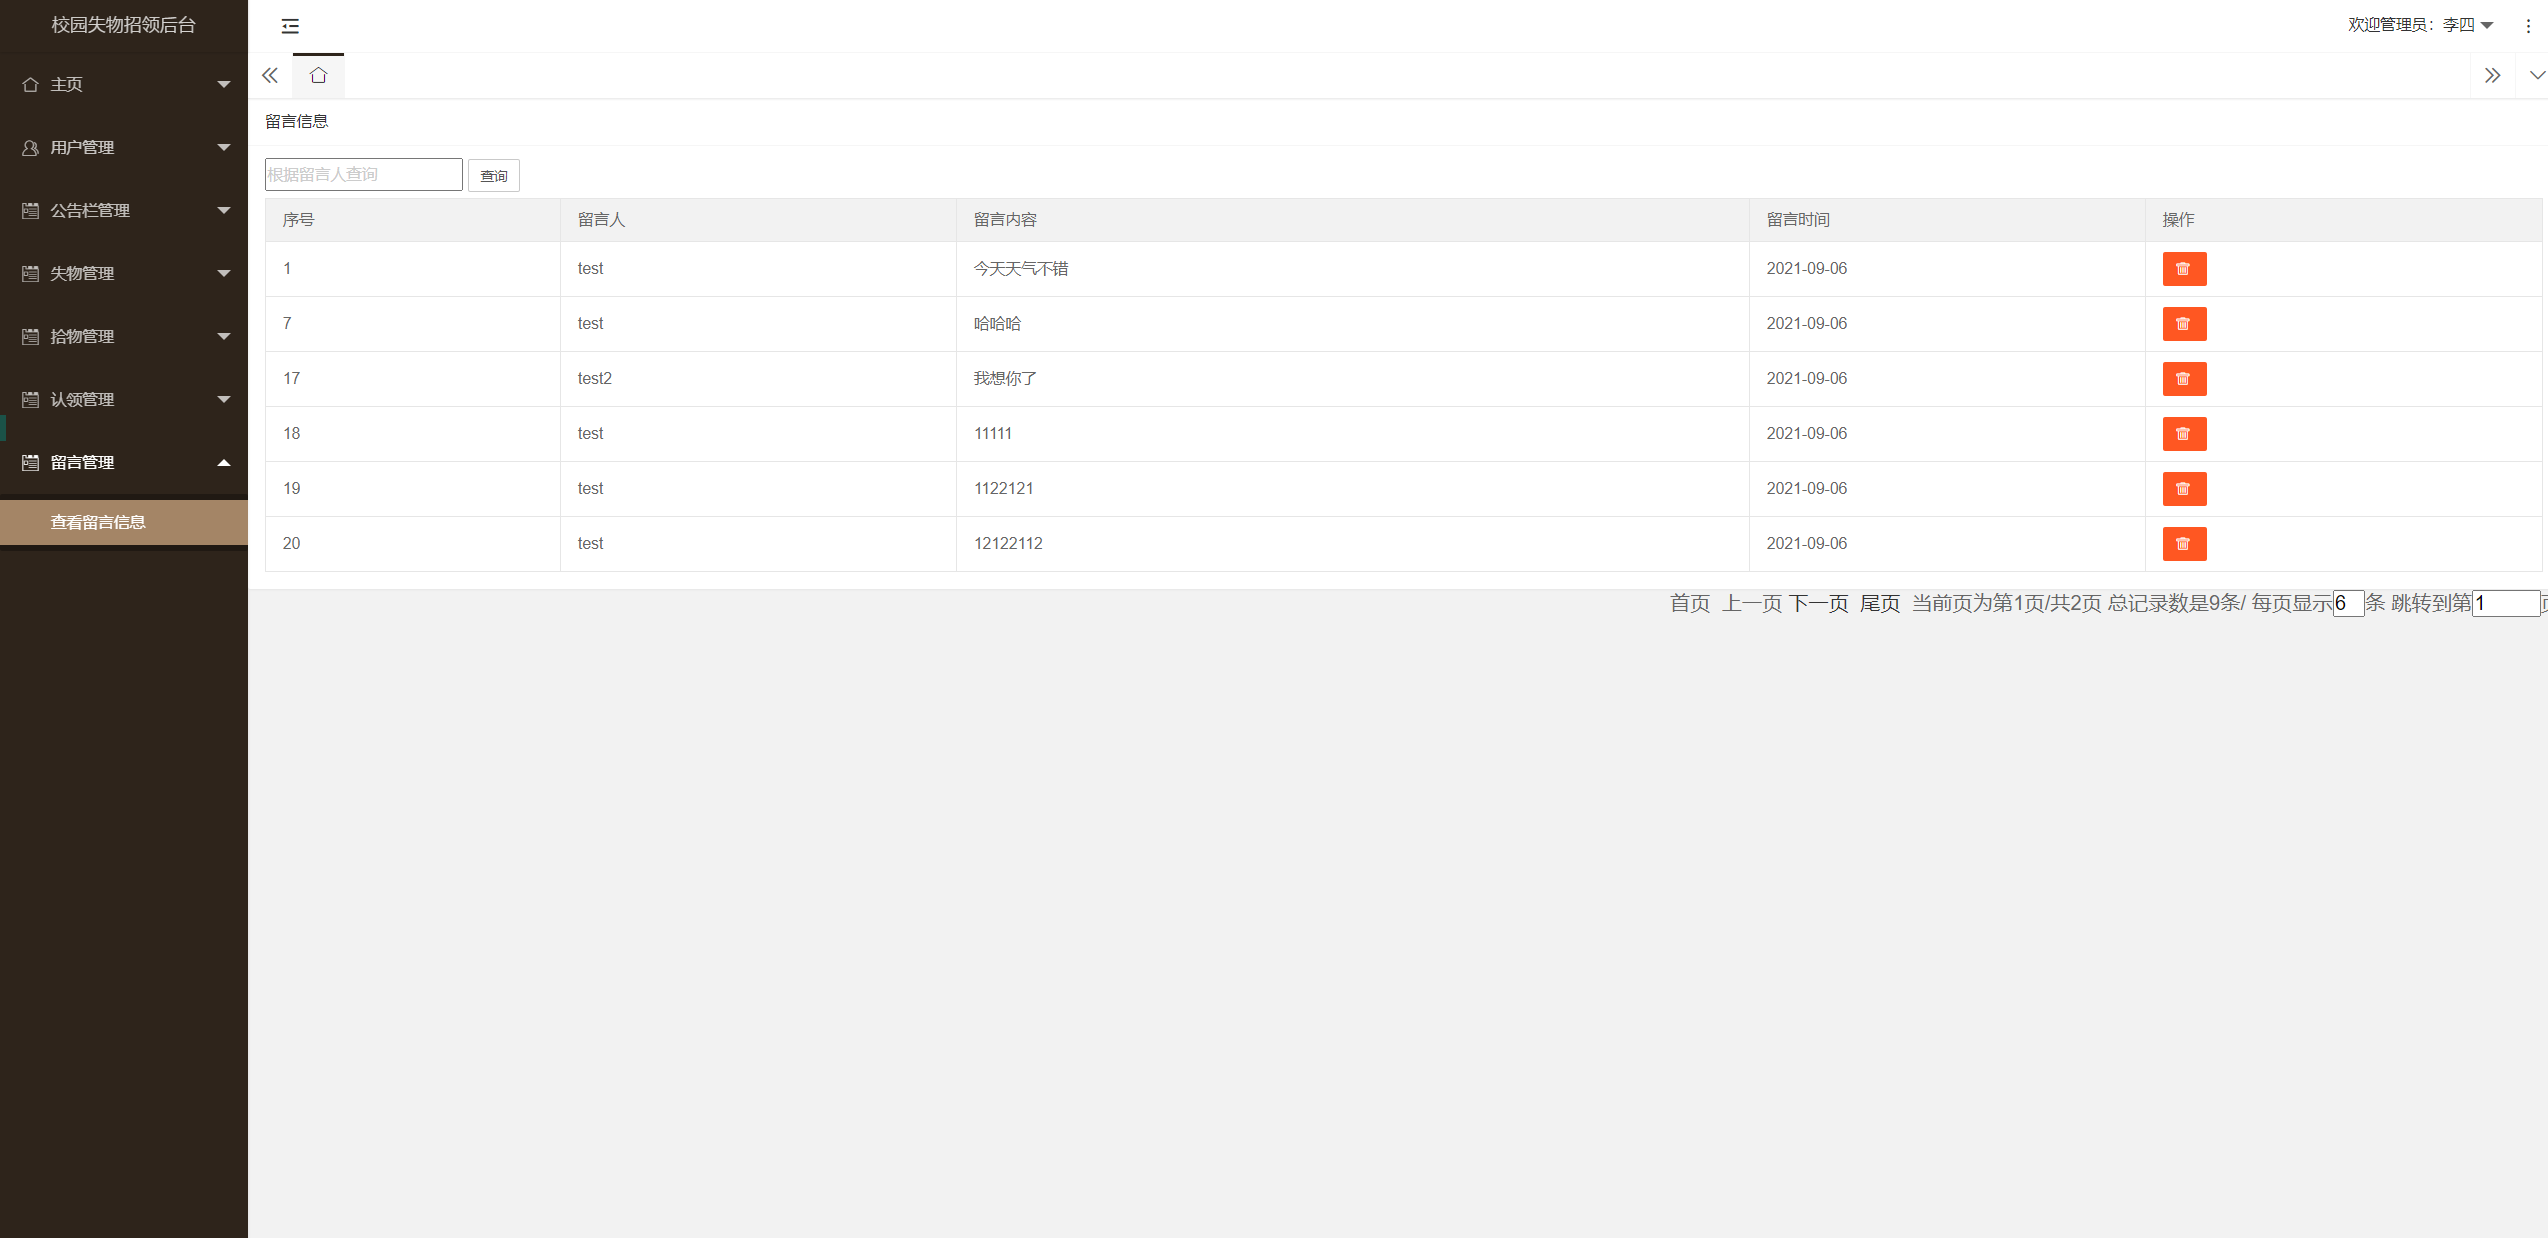 校园失物招领后台
欢迎管理员：李四
主页
用户管理
公告栏管理
失物管理
拾物管理
认领管理
留言管理
查看留言信息
留言信息
根据留言人查询 查询
序号 留言人 留言内容 留言时间 操作
1 test 今天天气不错 2021-09-06
7 test 哈哈哈 2021-09-06
17 test2 我想你了 2021-09-06
18 test 11111 2021-09-06
19 test 1122121 2021-09-06
20 test 12122112 2021-09-06
首页 上一页 下一页 尾页 当前页为第1页/共2页 总记录数是9条/ 每页显示6条 跳转到第1